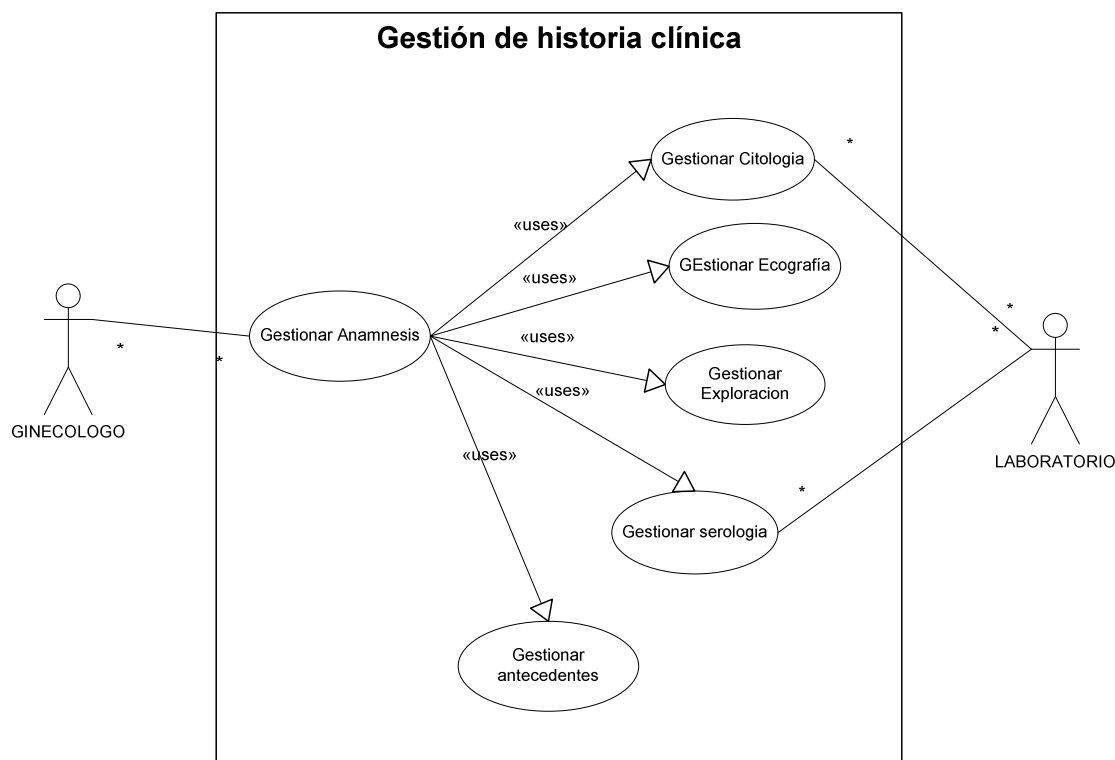 Gestión de historia clínica
Gestionar Citologia
*
«uses»
GEstionar Ecografía
«uses»
*
*
Gestionar Anamnesis
«uses»
*
*
Gestionar
Exploracion
«uses»
GINECOLOGO
«uses»
LABORATORIO
*
Gestionar serologia
Gestionar
antecedentes